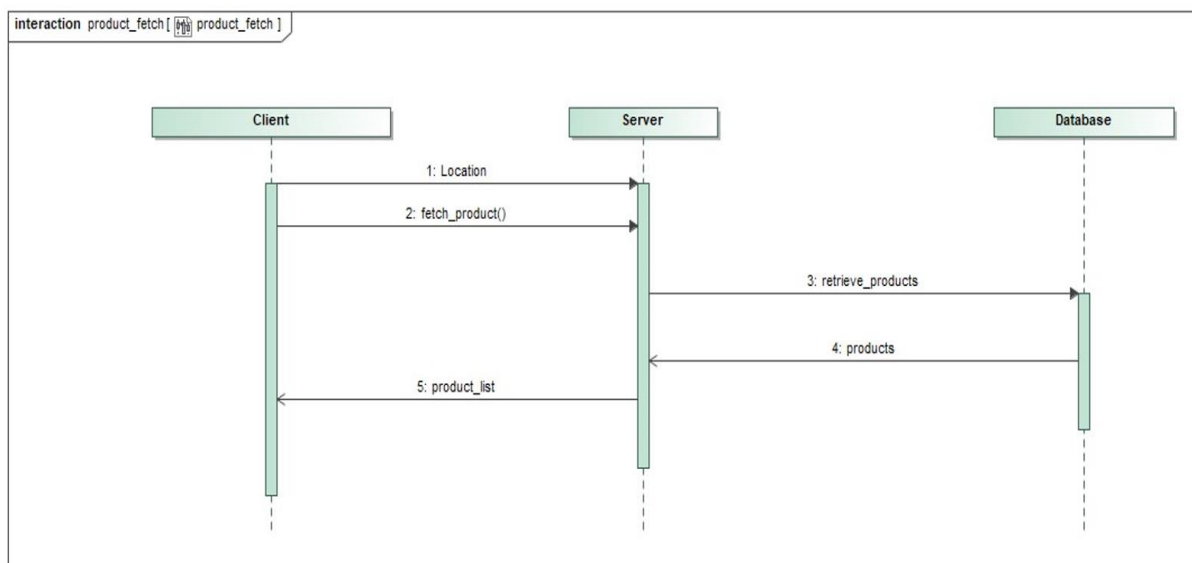 interaction product_fetch [ product_fetch ]
Client
Server
Database
1: Location
2: fetch_product()
3: retrieve_products
4: products
5: product_list